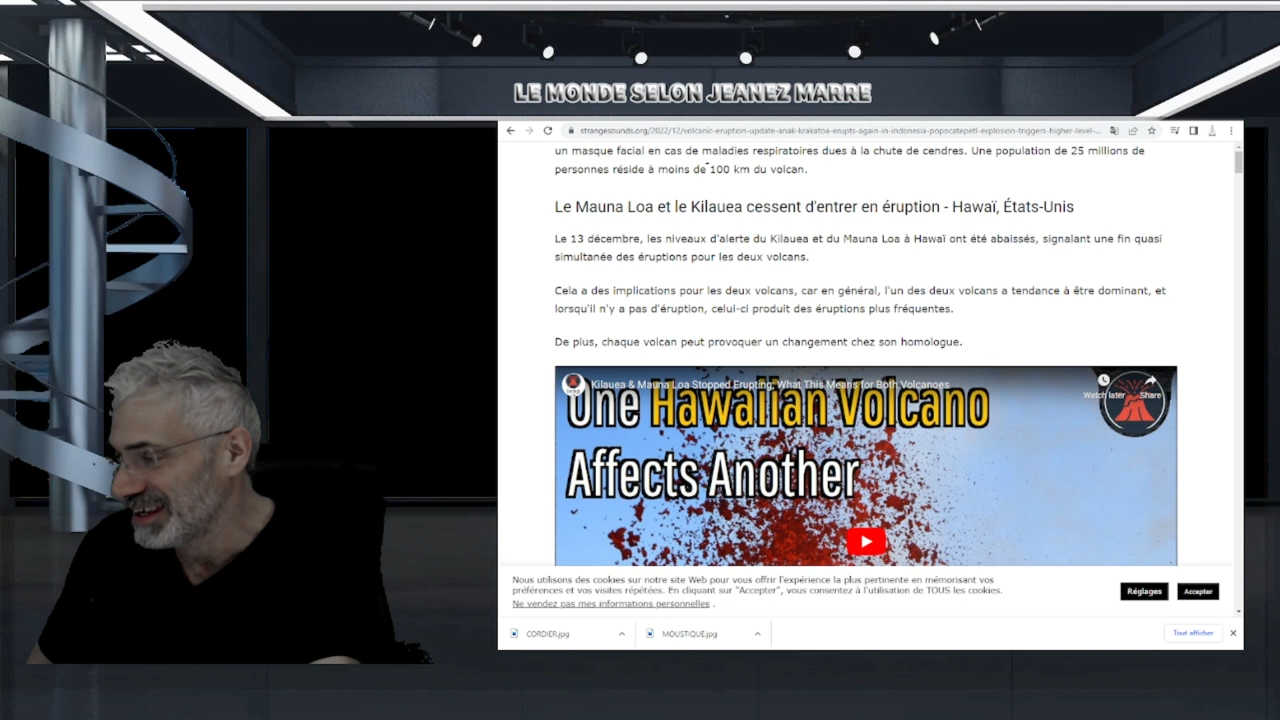 LE MONDE SELON JEANEZ MARRE
strangesounds.org/2022/12/volcanic-eruption-update-anak-krakatoa-erupts-again-in-indonesia-popocatepetl-explosion-triggers-higher-level-...
un masque facial en cas de maladies respiratoires dues à la chute de cendres. Une population de 25 millions de
personnes réside à moins de 100 km du volcan.
Le Mauna Loa et le Kilauea cessent d'entrer en éruption - Hawaï, États-Unis
Le 13 décembre, les niveaux d'alerte du Kilauea et du Mauna Loa à Hawaï ont été abaissés, signalant une fin quasi
simultanée des éruptions pour les deux volcans.
Cela a des implications pour les deux volcans, car en général, l'un des deux volcans a tendance à être dominant, et
lorsqu'il n'y a pas d'éruption, celui-ci produit des éruptions plus fréquentes.
De plus, chaque volcan peut provoquer un changement chez son homologue.
Kilauea & Mauna Loa Stopped Erupting; What This Means for Both Volcanoes
Watch later Share
One Hawaiian Volcano
Affects Another
Nous utilisons des cookies sur notre site Web pour vous offrir l'expérience la plus pertinente en mémorisant vos
préférences et vos visites répétées. En cliquant sur "Accepter", vous consentez à l'utilisation de TOUS les cookies.
Ne vendez pas mes informations personnelles .
Réglages Accepter
CORDIER.jpg MOUSTIQUE.jpg Tout afficher